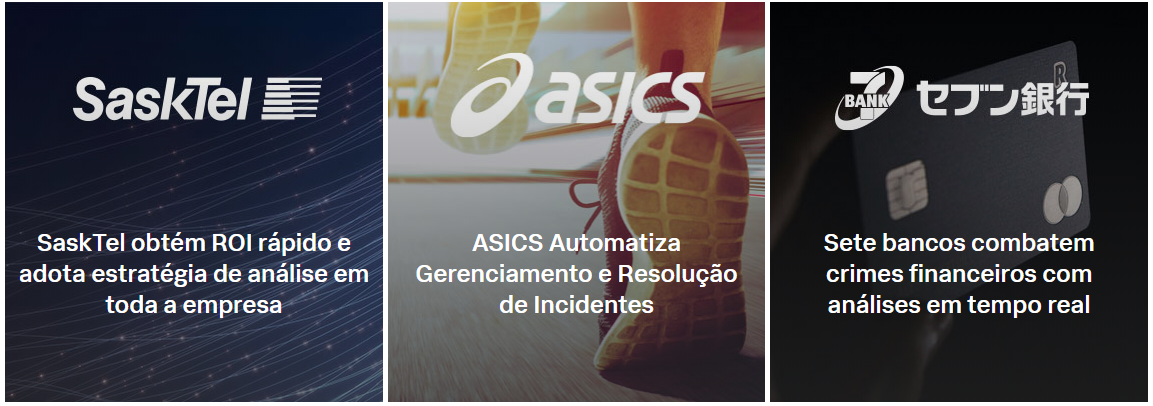 SaskTel
SaskTel obtém ROI rápido e
adota estratégia de análise em
toda a empresa
asics
ASICS Automatiza
Gerenciamento e Resolução
de Incidentes
7 BANK セブン銀行
R
Sete bancos combatem
crimes financeiros com
análises em tempo real